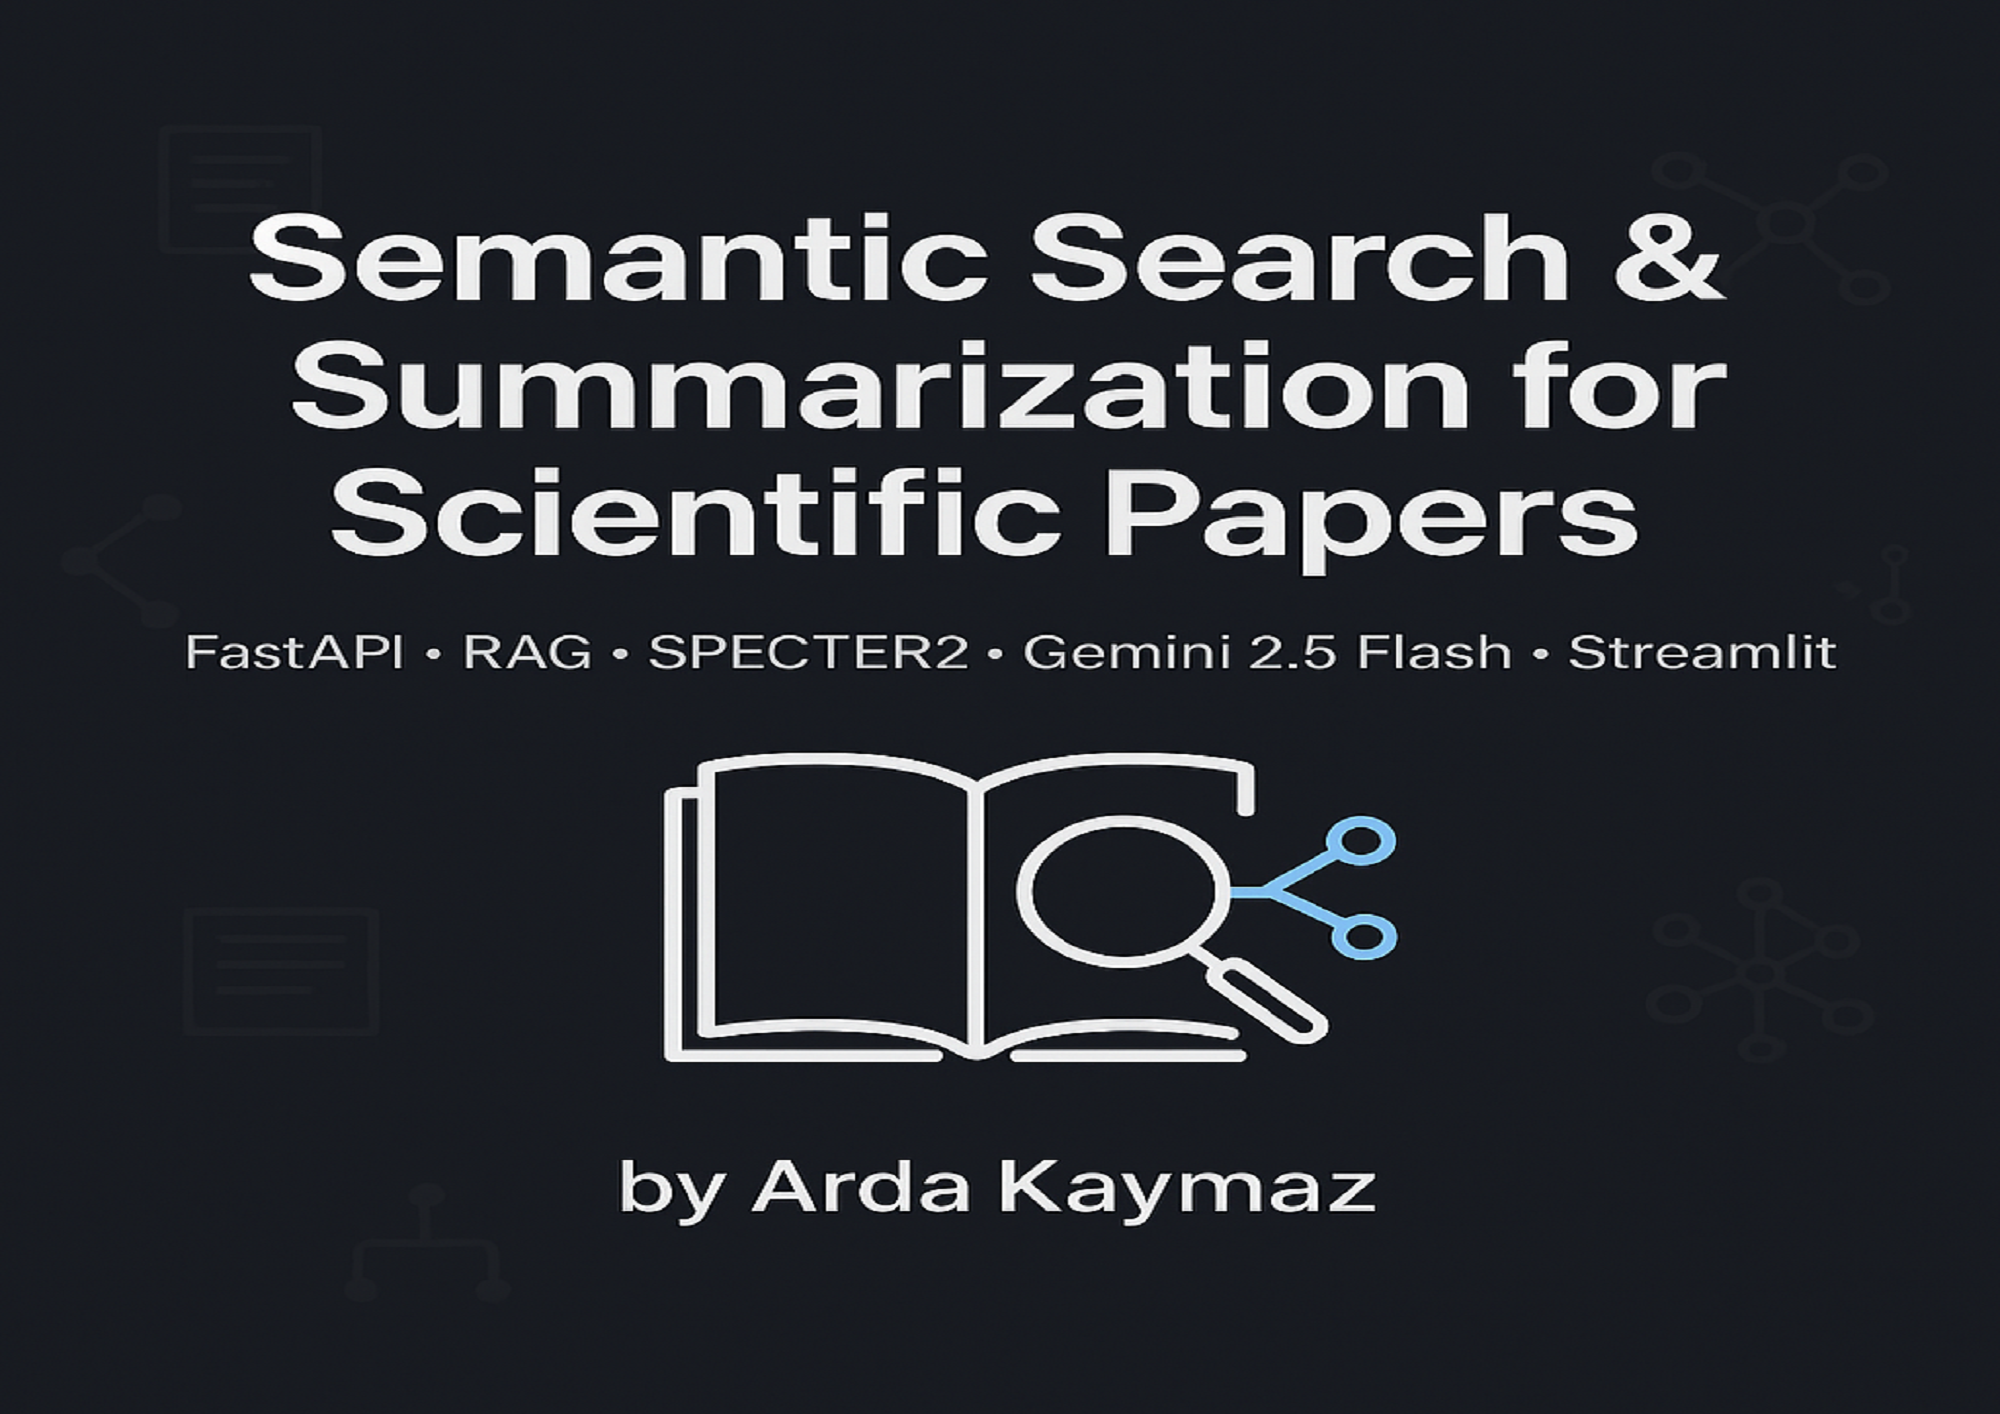 Semantic Search &
Summarization for
Scientific Papers
FastAPI • RAG • SPECTER2 • Gemini 2.5 Flash • Streamlit
by Arda Kaymaz